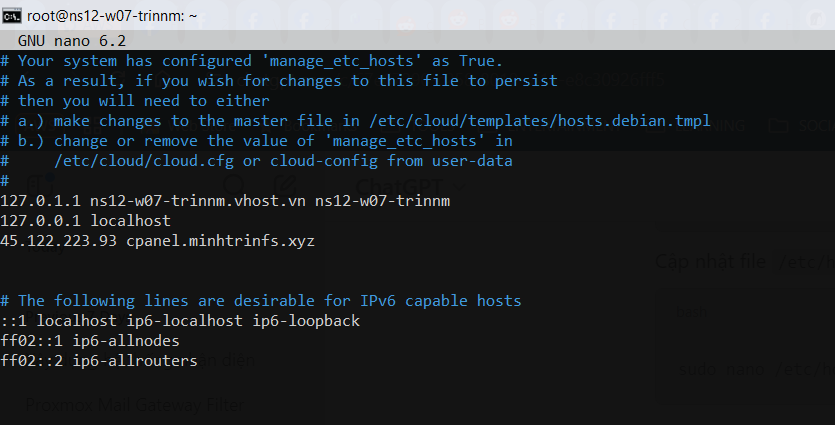 root@ns12-w07-trinnm: ~
GNU nano 6.2
# Your system has configured 'manage_etc_hosts' as True.
# As a result, if you wish for changes to this file to persist
# then you will need to either
# a.) make changes to the master file in /etc/cloud/templates/hosts.debian.tmpl
# b.) change or remove the value of 'manage_etc_hosts' in
#     /etc/cloud/cloud.cfg or cloud-config from user-data
#
127.0.1.1 ns12-w07-trinnm.vhost.vn ns12-w07-trinnm
127.0.0.1 localhost
45.122.223.93 cpanel.minhtrinfs.xyz
# The following lines are desirable for IPv6 capable hosts
::1 localhost ip6-localhost ip6-loopback
ff02::1 ip6-allnodes
ff02::2 ip6-allrouters
ChatGPT
Cập nhật file
sudo nano /etc/h
Proxmox Mail Gateway Filter